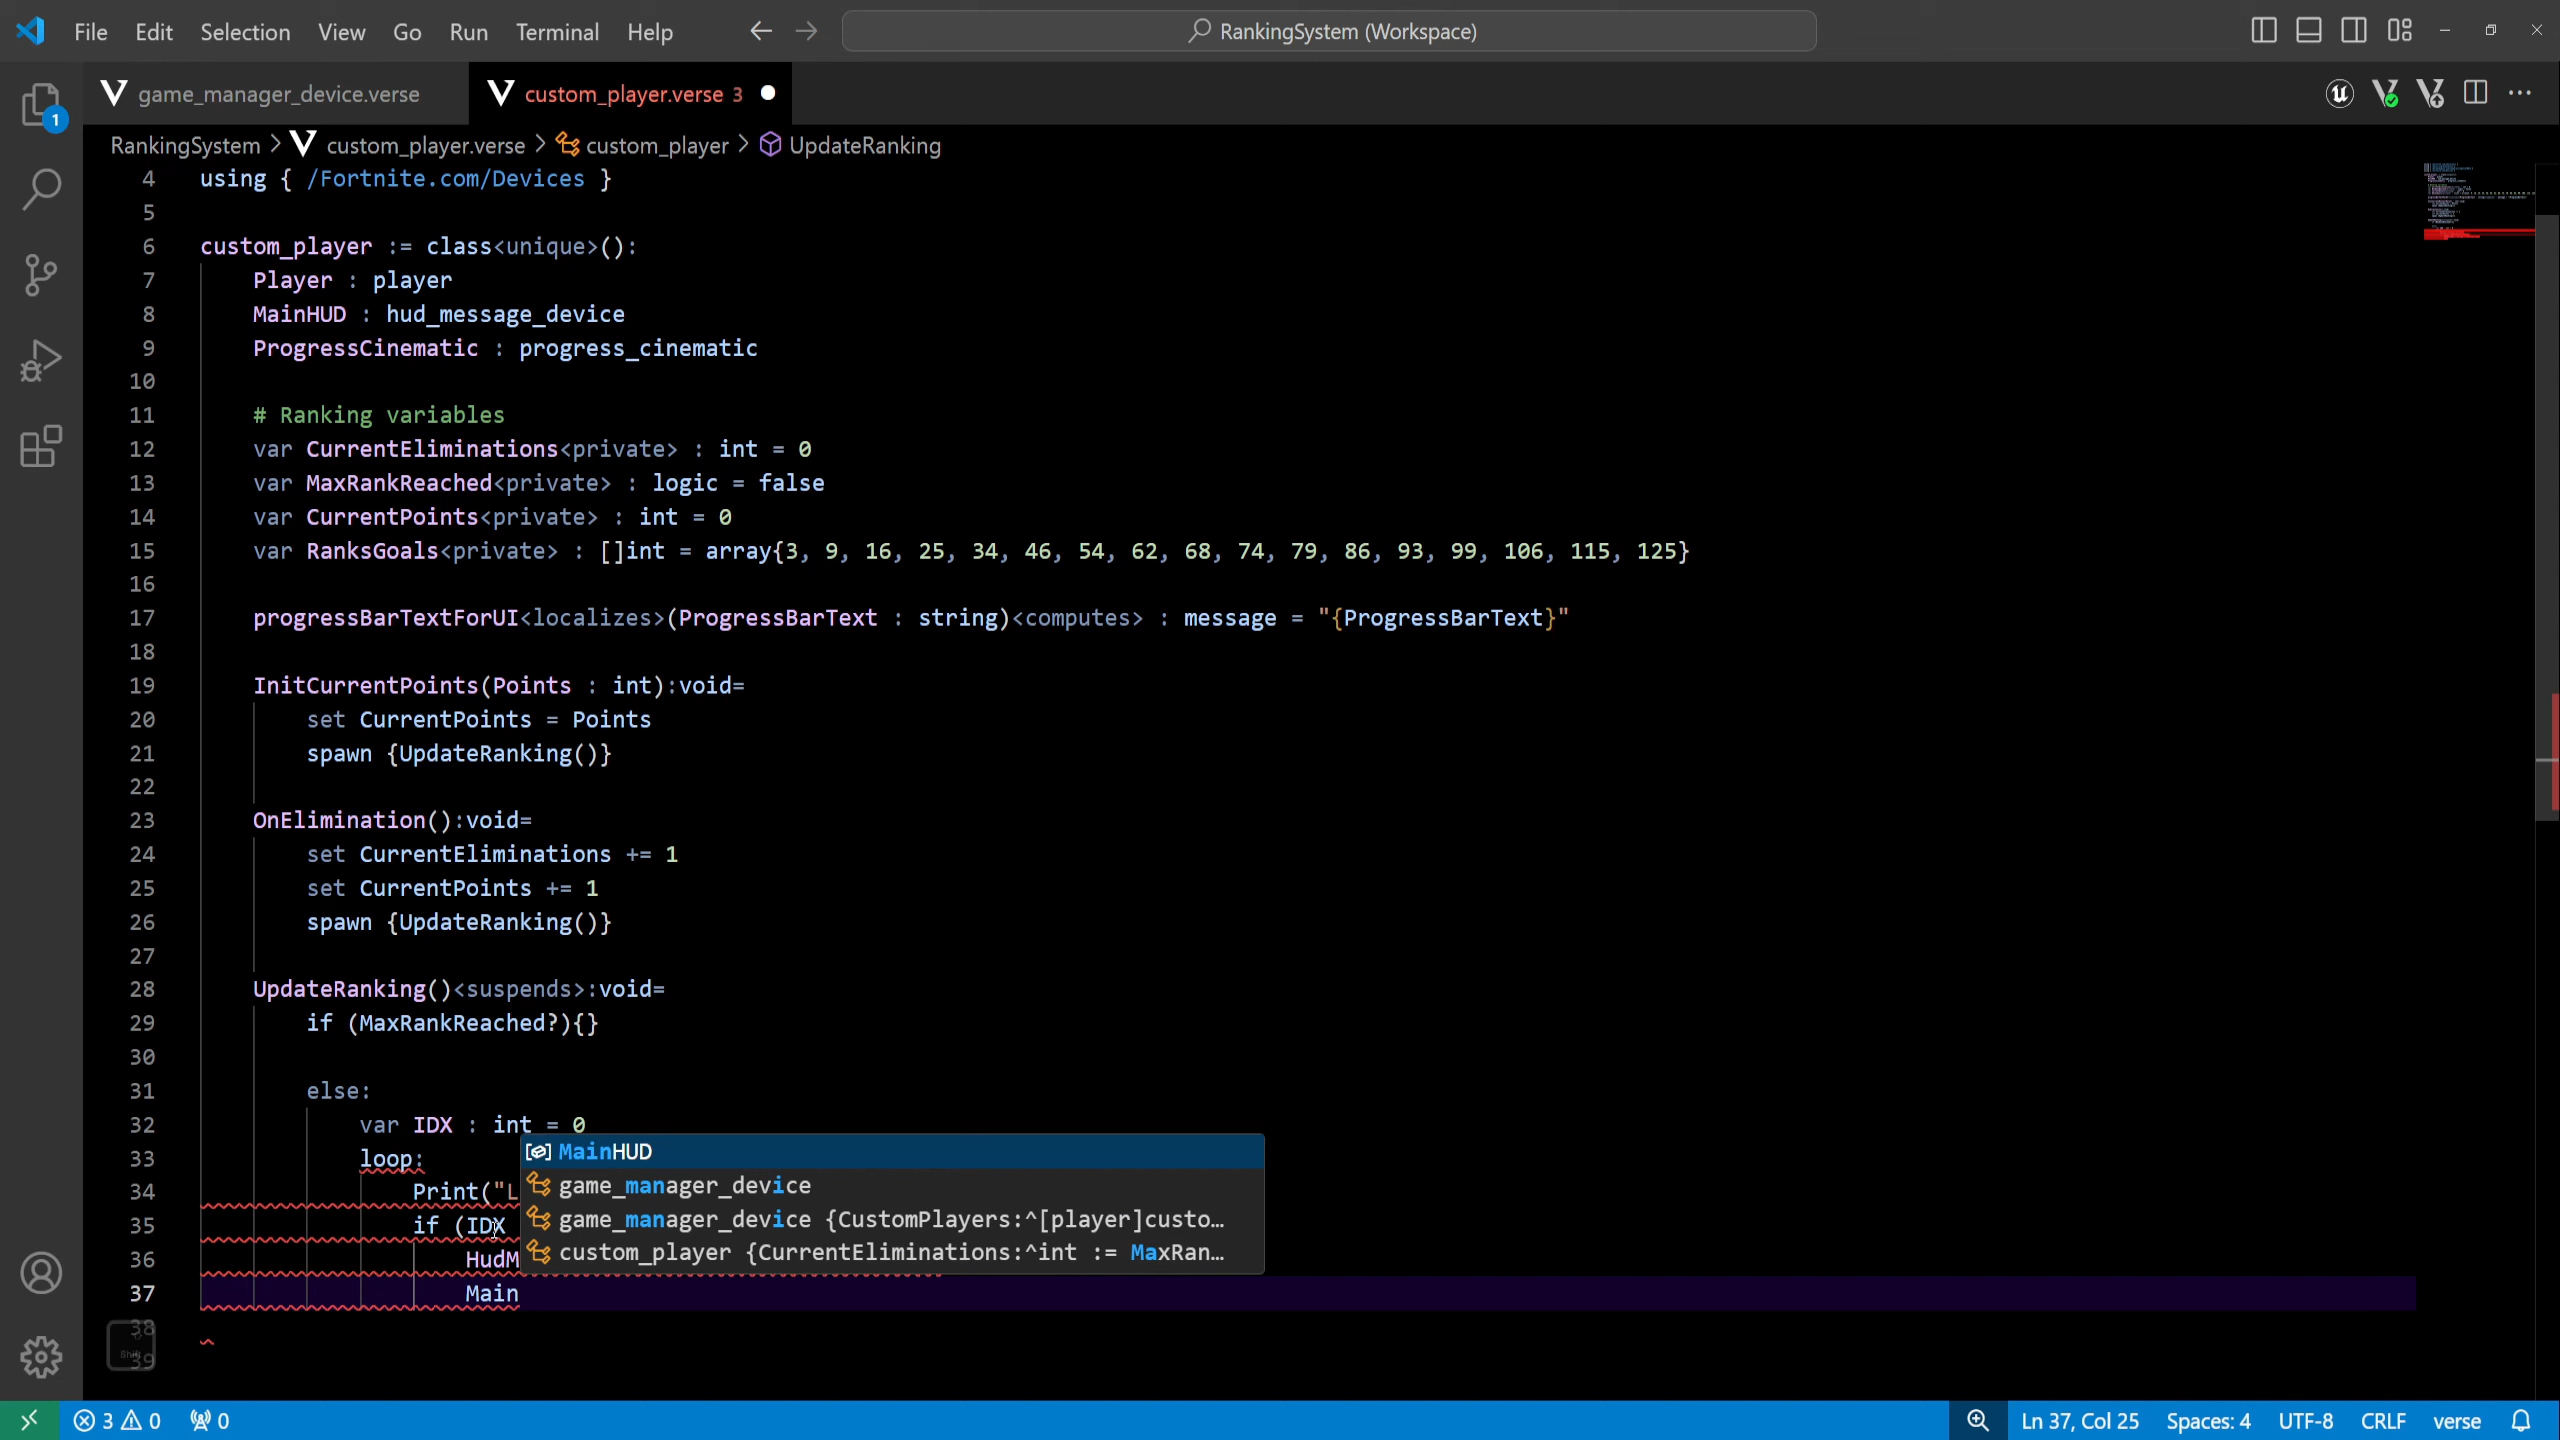 File Edit Selection View Go Run Terminal Help
RankingSystem (Workspace)
game_manager_device.verse
custom_player.verse 3
RankingSystem > custom_player.verse > custom_player > UpdateRanking
4 using { /Fortnite.com/Devices }
5
6 custom_player := class<unique>():
7 Player : player
8 MainHUD : hud_message_device
9 ProgressCinematic : progress_cinematic
10
11 # Ranking variables
12 var CurrentEliminations<private> : int = 0
13 var MaxRankReached<private> : logic = false
14 var CurrentPoints<private> : int = 0
15 var RanksGoals<private> : []int = array{3, 9, 16, 25, 34, 46, 54, 62, 68, 74, 79, 86, 93, 99, 106, 115, 125}
16
17 progressBarTextForUI<localizes>(ProgressBarText : string)<computes> : message = "{ProgressBarText}"
18
19 InitCurrentPoints(Points : int):void=
20 set CurrentPoints = Points
21 spawn {UpdateRanking()}
22
23 OnElimination():void=
24 set CurrentEliminations += 1
25 set CurrentPoints += 1
26 spawn {UpdateRanking()}
27
28 UpdateRanking()<suspends>:void=
29 if (MaxRankReached?){}
30
31 else:
32 var IDX : int = 0
33 loop:
34 Print("L
35 if (IDX
36 HudM
37 Main
38
39
MainHUD
game_manager_device
game_manager_device {CustomPlayers:^[player]custo...
custom_player {CurrentEliminations:^int := MaxRan...
Shift
1
3 0 0
Ln 37, Col 25 Spaces: 4 UTF-8 CRLF verse